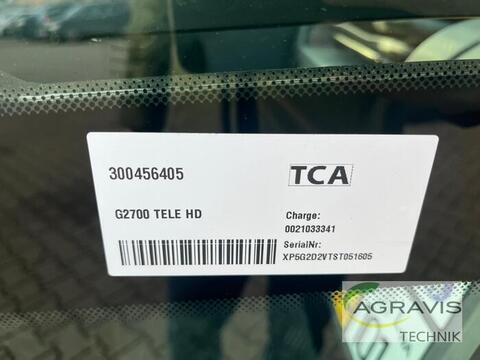 300456405
TCA
G2700 TELE HD
Charge:
0021033341
SerialNr:
XP5G2D2VTST051605
AGRAVIS
TECHNIK